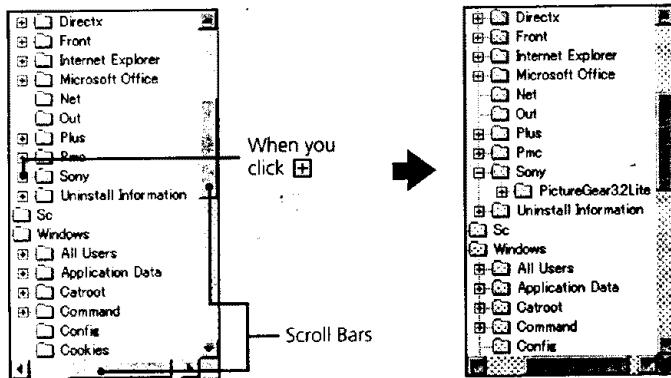 Directx
Front
Internet Explorer
Microsoft Office
Net
Out
Plus
Pmc
Sony
Uninstall Information
Sc
Windows
All Users
Application Data
Catroot
Command
Config
Cookies
When you
click
Scroll Bars
Directx
Front
Internet Explorer
Microsoft Office
Net
Out
Plus
Pmc
Sony
PictureGear3.2Lite
Uninstall Information
Sc
Windows
All Users
Application Data
Catroot
Command
Config